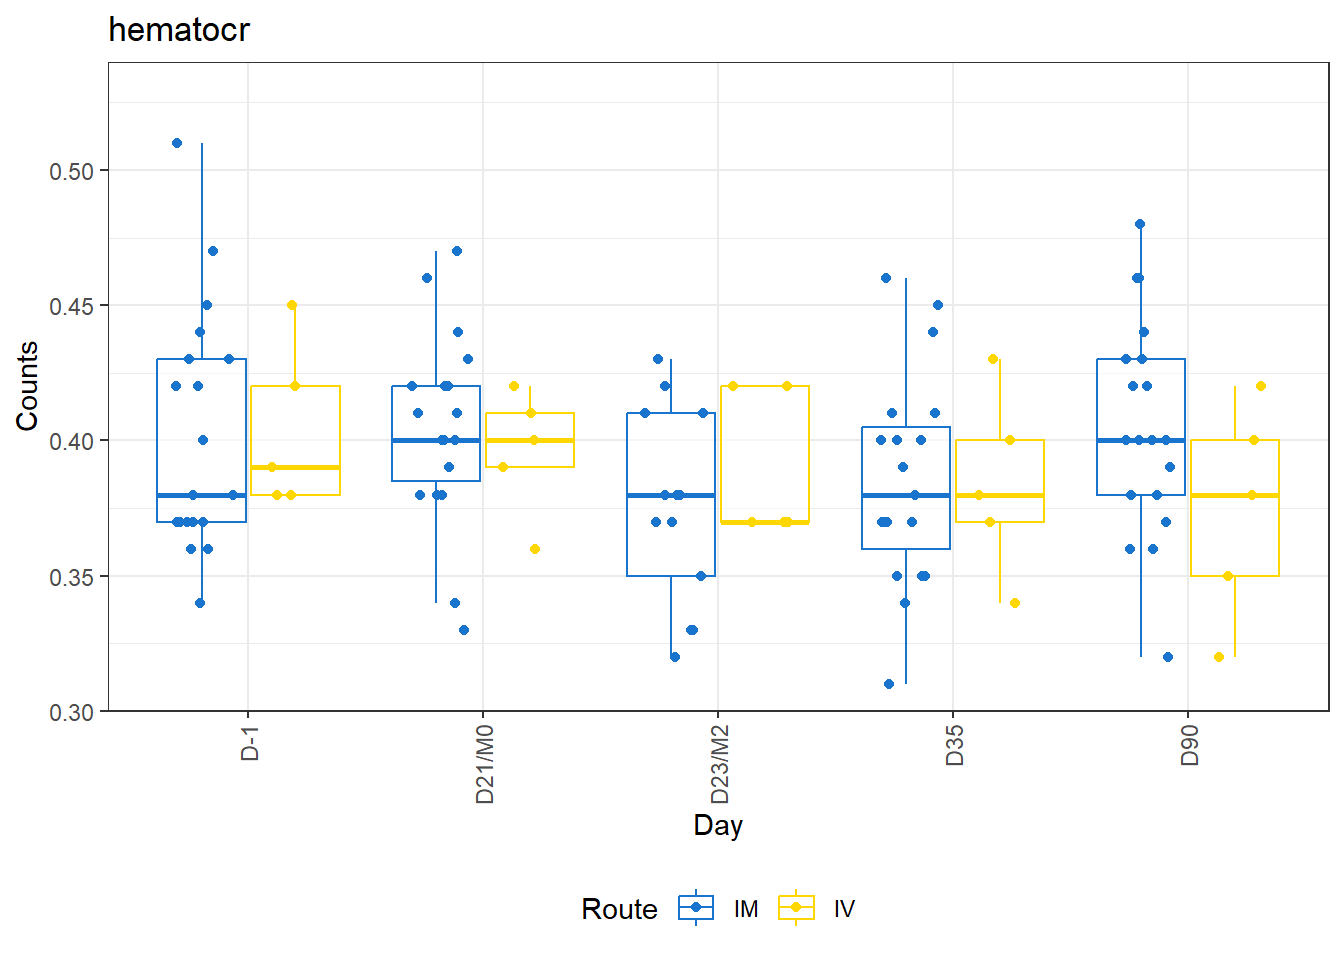 hematocr
Counts
0.50
0.45
0.40
0.35
0.30
D-1
D21/M0
D23/M2
D35
D90
Day
Route IM IV